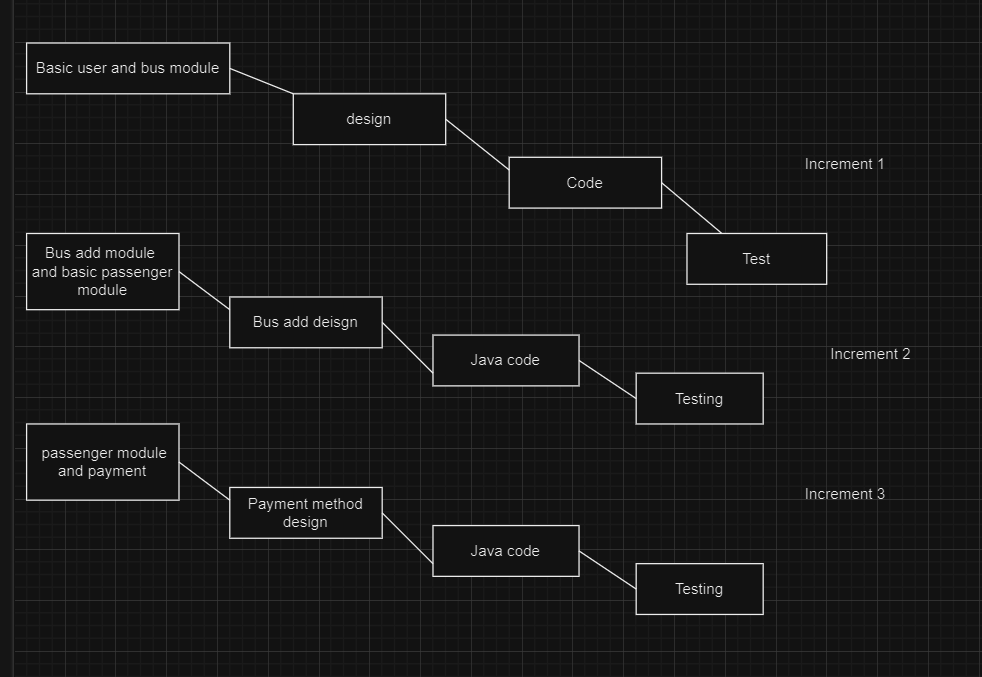 Basic user and bus module
design
Code
Increment 1
Test
Bus add module
and basic passenger
module
Bus add deisgn
Java code
Increment 2
Testing
passenger module
and payment
Payment method
design
Increment 3
Java code
Testing